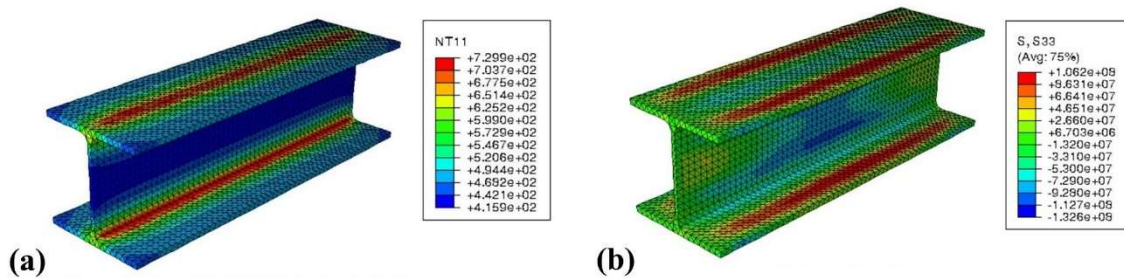 NT11
+7.299e+02
+7.037e+02
+6.775e+02
+6.514e+02
+6.252e+02
+5.990e+02
+5.729e+02
+5.467e+02
+5.206e+02
+4.944e+02
+4.682e+02
+4.421e+02
+4.159e+02
(a)
S, S33
(Avg: 75%)
+1.062e+08
+8.631e+07
+6.641e+07
+4.651e+07
+2.660e+07
+6.703e+06
-1.320e+07
-3.310e+07
-5.300e+07
-7.290e+07
-9.280e+07
-1.127e+08
-1.326e+08
(b)